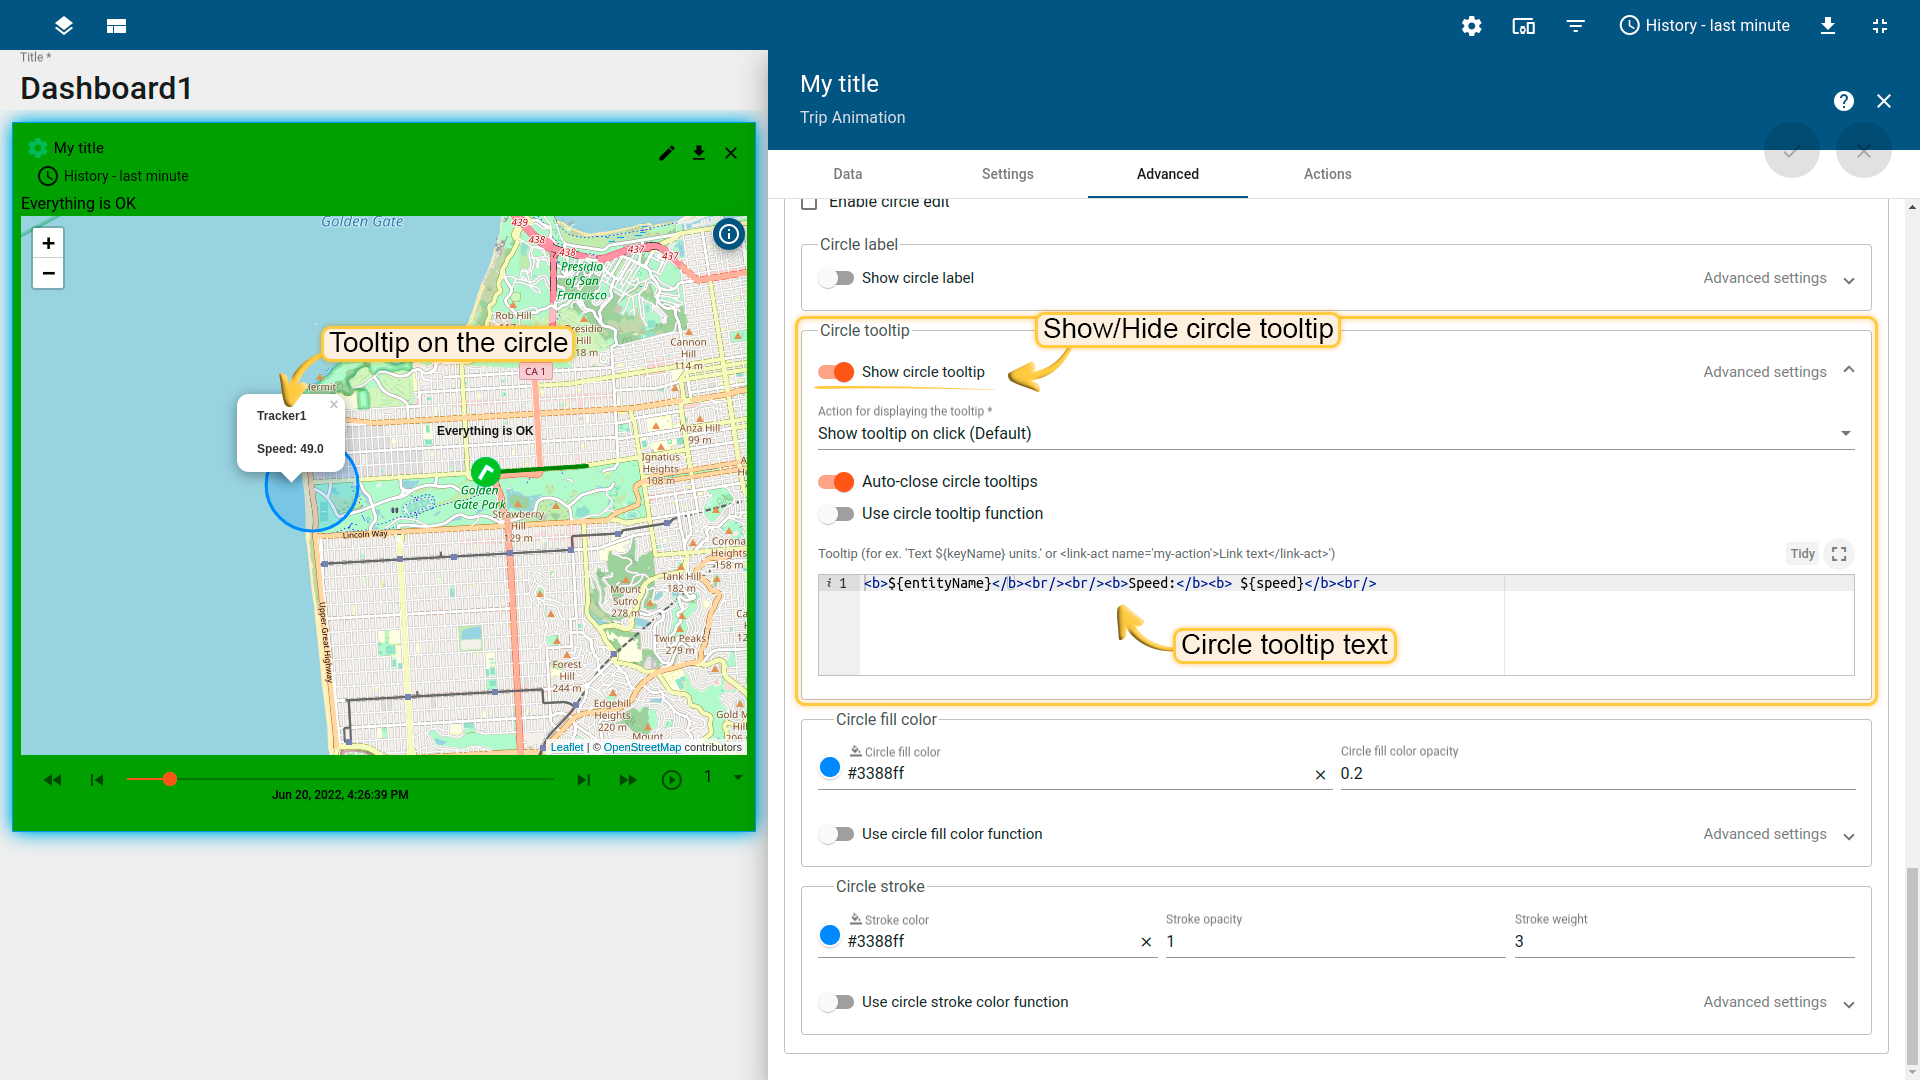 History - last minute
Title *
Dashboard1
My title
History - last minute
Everything is OK
Golden Gate
439
438
438
437
437
Presidio
of San
Francisco
Rob Hill
Presidio
18 m
Cannon
Hill
114 m
CA 1
Tooltip on the circle
Tracker1
Speed: 49.0
×
Everything is OK
Anza Hill
99 m
Ignatius
Heights
108 m
Golden
Gate Park
Strawberry
Hill
129 m
Lincoln Way
Corona
Heights
158 m
Tank Hill
182 m
Mount
Sutro
278 m
Upper Great Highway
Twin Peaks
279 m
Forest
Hill
244 m
Edgehill
Heights
220 m
Mount
Gold M
206 m
+
−
Leaflet | © OpenStreetMap contributors
1
Jun 20, 2022, 4:26:39 PM
My title
Trip Animation
Data
Settings
Advanced
Actions
Enable circle edit
Circle label
Show circle label
Advanced settings
Circle tooltip
Show/Hide circle tooltip
Show circle tooltip
Advanced settings
Action for displaying the tooltip *
Show tooltip on click (Default)
Auto-close circle tooltips
Use circle tooltip function
Tooltip (for ex. 'Text ${keyName} units.' or <link-act name='my-action'>Link text</link-act>')
Tidy
i 1 <b>${entityName}</b><br/><br/><b>Speed:</b><b> ${speed}</b><br/>
Circle tooltip text
Circle fill color
Circle fill color
#3388ff
Circle fill color opacity
0.2
Use circle fill color function
Advanced settings
Circle stroke
Stroke color
#3388ff
Stroke opacity
1
Stroke weight
3
Use circle stroke color function
Advanced settings